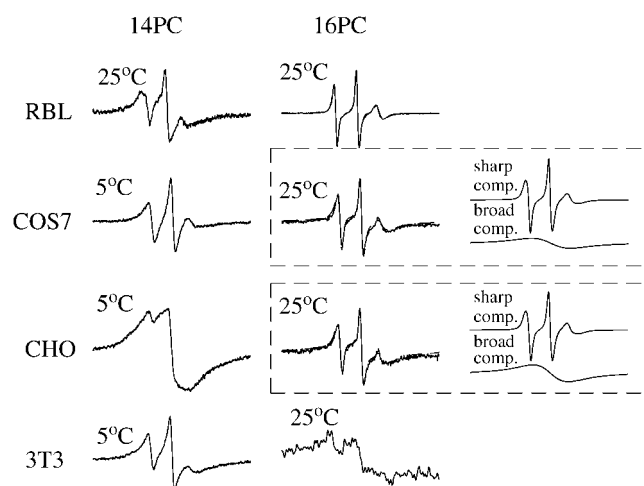 14PC 16PC
RBL 25°C 25°C
COS7 5°C 25°C sharp
comp.
broad
comp.
CHO 5°C 25°C sharp
comp.
broad
comp.
3T3 5°C 25°C